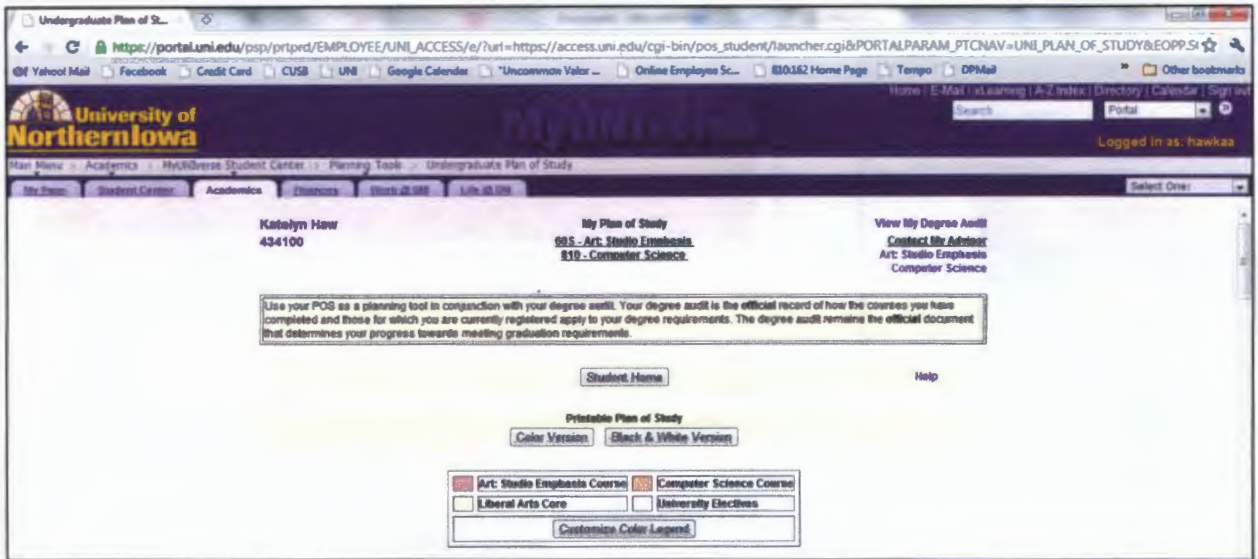 Undergraduate Plan of St...
https://portal.uni.edu/psp/prtprd/EMPLOYEE/UNI_ACCESS/e/?url=https://access.uni.edu/cgi-bin/pos_student/launcher.cgi&PORTALPARAM_PTCNAV=UNI_PLAN_OF_STUDY&EOPP.SC
Yahoo! Mail Facebook Credit Card CUSB UNI Google Calendar "Uncommon Valor ... Online Employee Sc... 810:162 Home Page Tempo DPMail » Other bookmarks
Home | E-Mail | eLearning | A-Z Index | Directory | Calendar | Sign out
University of
Northern Iowa
MyUNIverse
Search Portal
Logged in as: hawkaa
Main Menu > Academics > MyUNIverse Student Center > Planning Tools > Undergraduate Plan of Study
My Page Student Center Academics Finances Work @ UNI Life @ UNI Select One:
Katelyn Haw My Plan of Study View My Degree Audit
434100 60S - Art: Studio Emphasis Contact My Advisor
810 - Computer Science Art: Studio Emphasis
Computer Science
Use your POS as a planning tool in conjunction with your degree audit. Your degree audit is the official record of how the courses you have
completed and those for which you are currently registered apply to your degree requirements. The degree audit remains the official document
that determines your progress towards meeting graduation requirements.
Student Home Help
Printable Plan of Study
Color Version Black & White Version
Art: Studio Emphasis Course Computer Science Course
Liberal Arts Core University Electives
Customize Color Legend